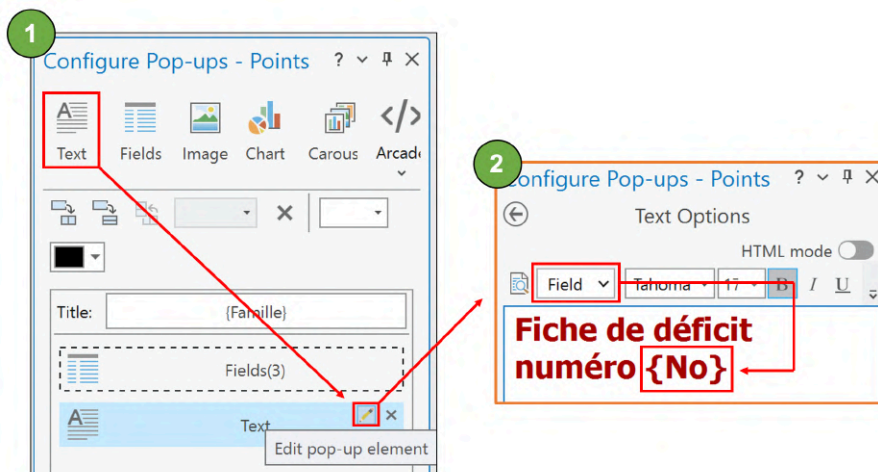 1
Configure Pop-ups - Points ?
Text Fields Image Chart Carous Arcad
Title: {Famille}
Fields(3)
Text
Edit pop-up element
2
Configure Pop-ups - Points ?
Text Options
HTML mode
Field Tahoma 17 B I U
Fiche de déficit
numéro {No}